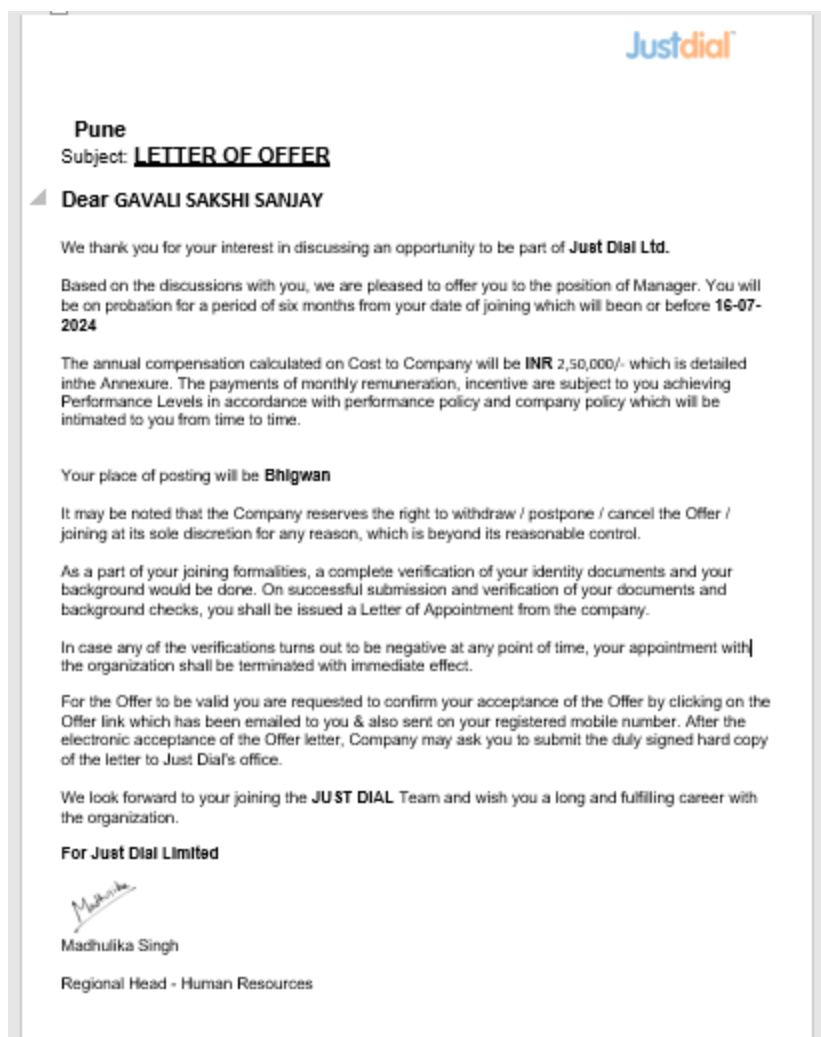 Justdial
Pune
Subject: LETTER OF OFFER
Dear GAVALI SAKSHI SANJAY
We thank you for your interest in discussing an opportunity to be part of Just Dial Ltd.
Based on the discussions with you, we are pleased to offer you to the position of Manager. You will
be on probation for a period of six months from your date of joining which will beon or before 16-07-
2024
The annual compensation calculated on Cost to Company will be INR 2,50,000/- which is detailed
inthe Annexure. The payments of monthly remuneration, incentive are subject to you achieving
Performance Levels in accordance with performance policy and company policy which will be
intimated to you from time to time.
Your place of posting will be Bhigwan
It may be noted that the Company reserves the right to withdraw / postpone / cancel the Offer /
joining at its sole discretion for any reason, which is beyond its reasonable control.
As a part of your joining formalities, a complete verification of your identity documents and your
background would be done. On successful submission and verification of your documents and
background checks, you shall be issued a Letter of Appointment from the company.
In case any of the verifications turns out to be negative at any point of time, your appointment with
the organization shall be terminated with immediate effect.
For the Offer to be valid you are requested to confirm your acceptance of the Offer by clicking on the
Offer link which has been emailed to you & also sent on your registered mobile number. After the
electronic acceptance of the Offer letter, Company may ask you to submit the duly signed hard copy
of the letter to Just Dial's office.
We look forward to your joining the JUST DIAL Team and wish you a long and fulfilling career with
the organization.
For Just Dial Limited
Madhulika
Madhulika Singh
Regional Head - Human Resources